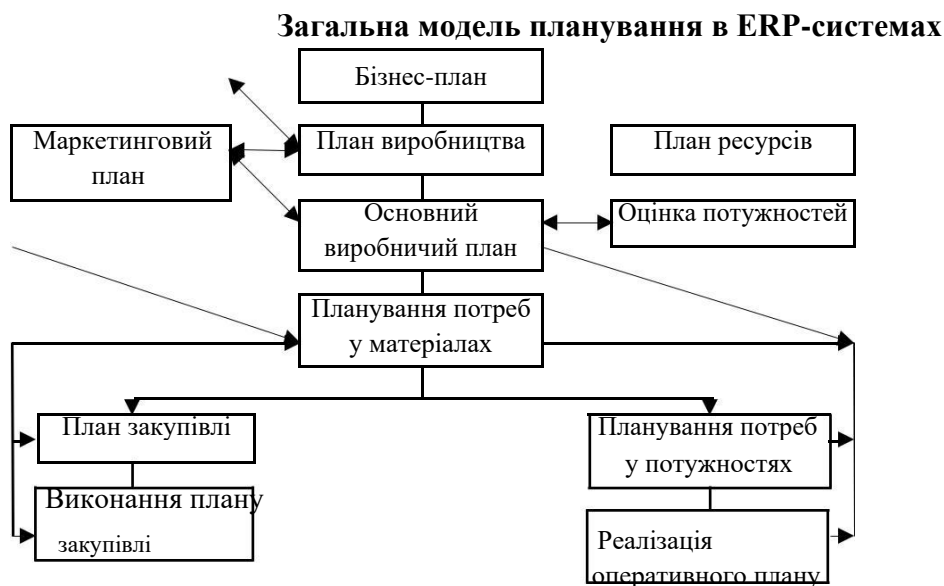 Загальна модель планування в ERP-системах
Бізнес-план
Маркетинговий
план
План виробництва
План ресурсів
Основний
виробничий план
Оцінка потужностей
Планування потреб
у матеріалах
План закупівлі
Планування потреб
у потужностях
Виконання плану
закупівлі
Реалізація
оперативного плану